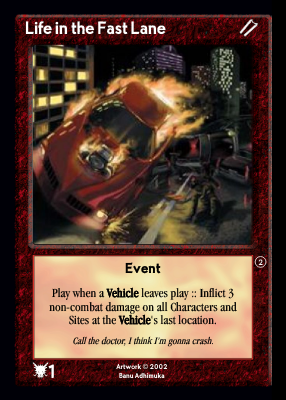 Life in the Fast Lane
2
Event
Play when a Vehicle leaves play :: Inflict 3
non-combat damage on all Characters and
Sites at the Vehicle's last location.
Call the doctor, I think I'm gonna crash.
1
Artwork © 2002
Banu Adhimuka